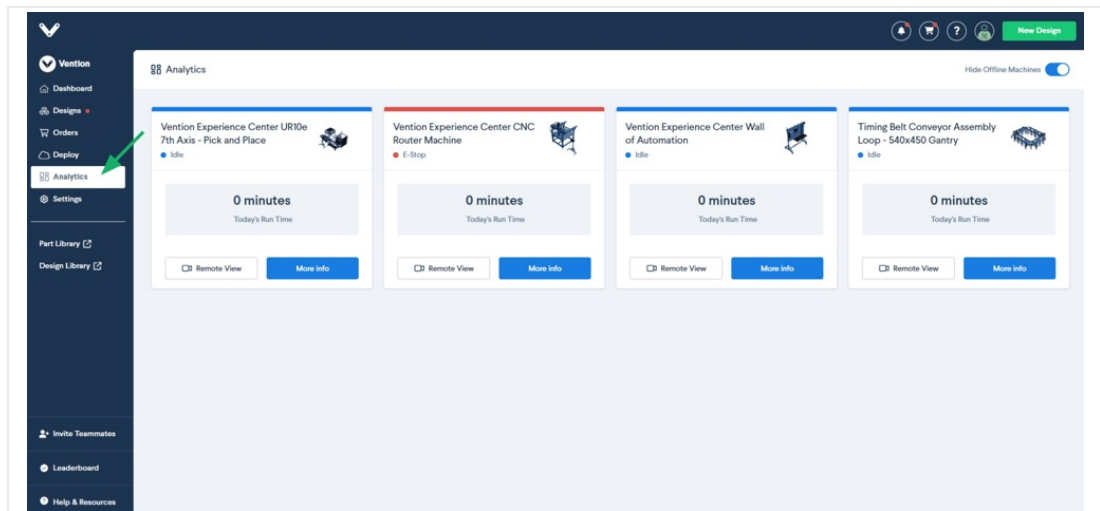 New Design
Vention
Dashboard
Designs
Orders
Deploy
Analytics
Settings
Part Library
Design Library
Invite Teammates
Leaderboard
Help & Resources
Analytics
Hide Offline Machines
Vention Experience Center UR10e
7th Axis - Pick and Place
Idle
0 minutes
Today's Run Time
Remote View
More info
Vention Experience Center CNC
Router Machine
E-Stop
0 minutes
Today's Run Time
Remote View
More info
Vention Experience Center Wall
of Automation
Idle
0 minutes
Today's Run Time
Remote View
More info
Timing Belt Conveyor Assembly
Loop - 540x450 Gantry
Idle
0 minutes
Today's Run Time
Remote View
More info